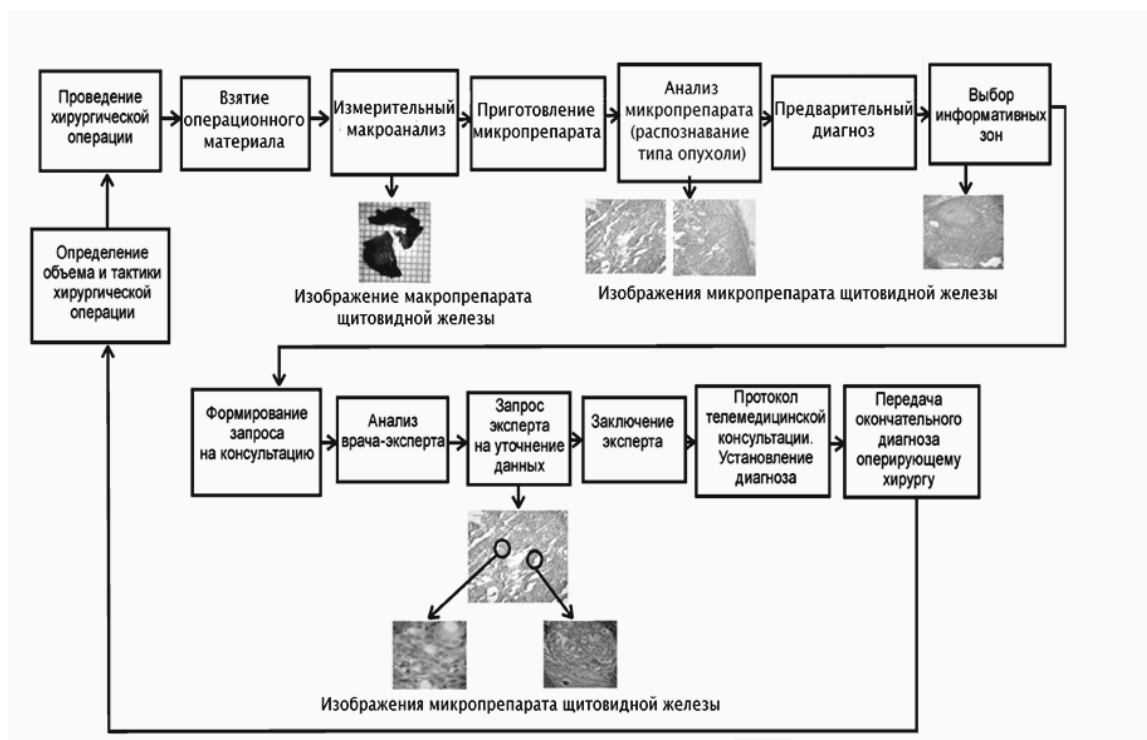 Проведение
хирургической
операции
Взятие
операционного
материала
Измерительный
макроанализ
Приготовление
микропрепарата
Анализ
микропрепарата
(распознавание
типа опухоли)
Предварительный
диагноз
Выбор
информативных
зон
Определение
объема и тактики
хирургической
операции
Изображение макропрепарата
щитовидной железы
Изображения микропрепарата щитовидной железы
Формирование
запроса
на консультацию
Анализ
врача-эксперта
Запрос
эксперта
на уточнение
данных
Заключение
эксперта
Протокол
телемедицинской
консультации.
Установление
диагноза
Передача
окончательного
диагноза
оперирующему
хирургу
Изображения микропрепарата щитовидной железы